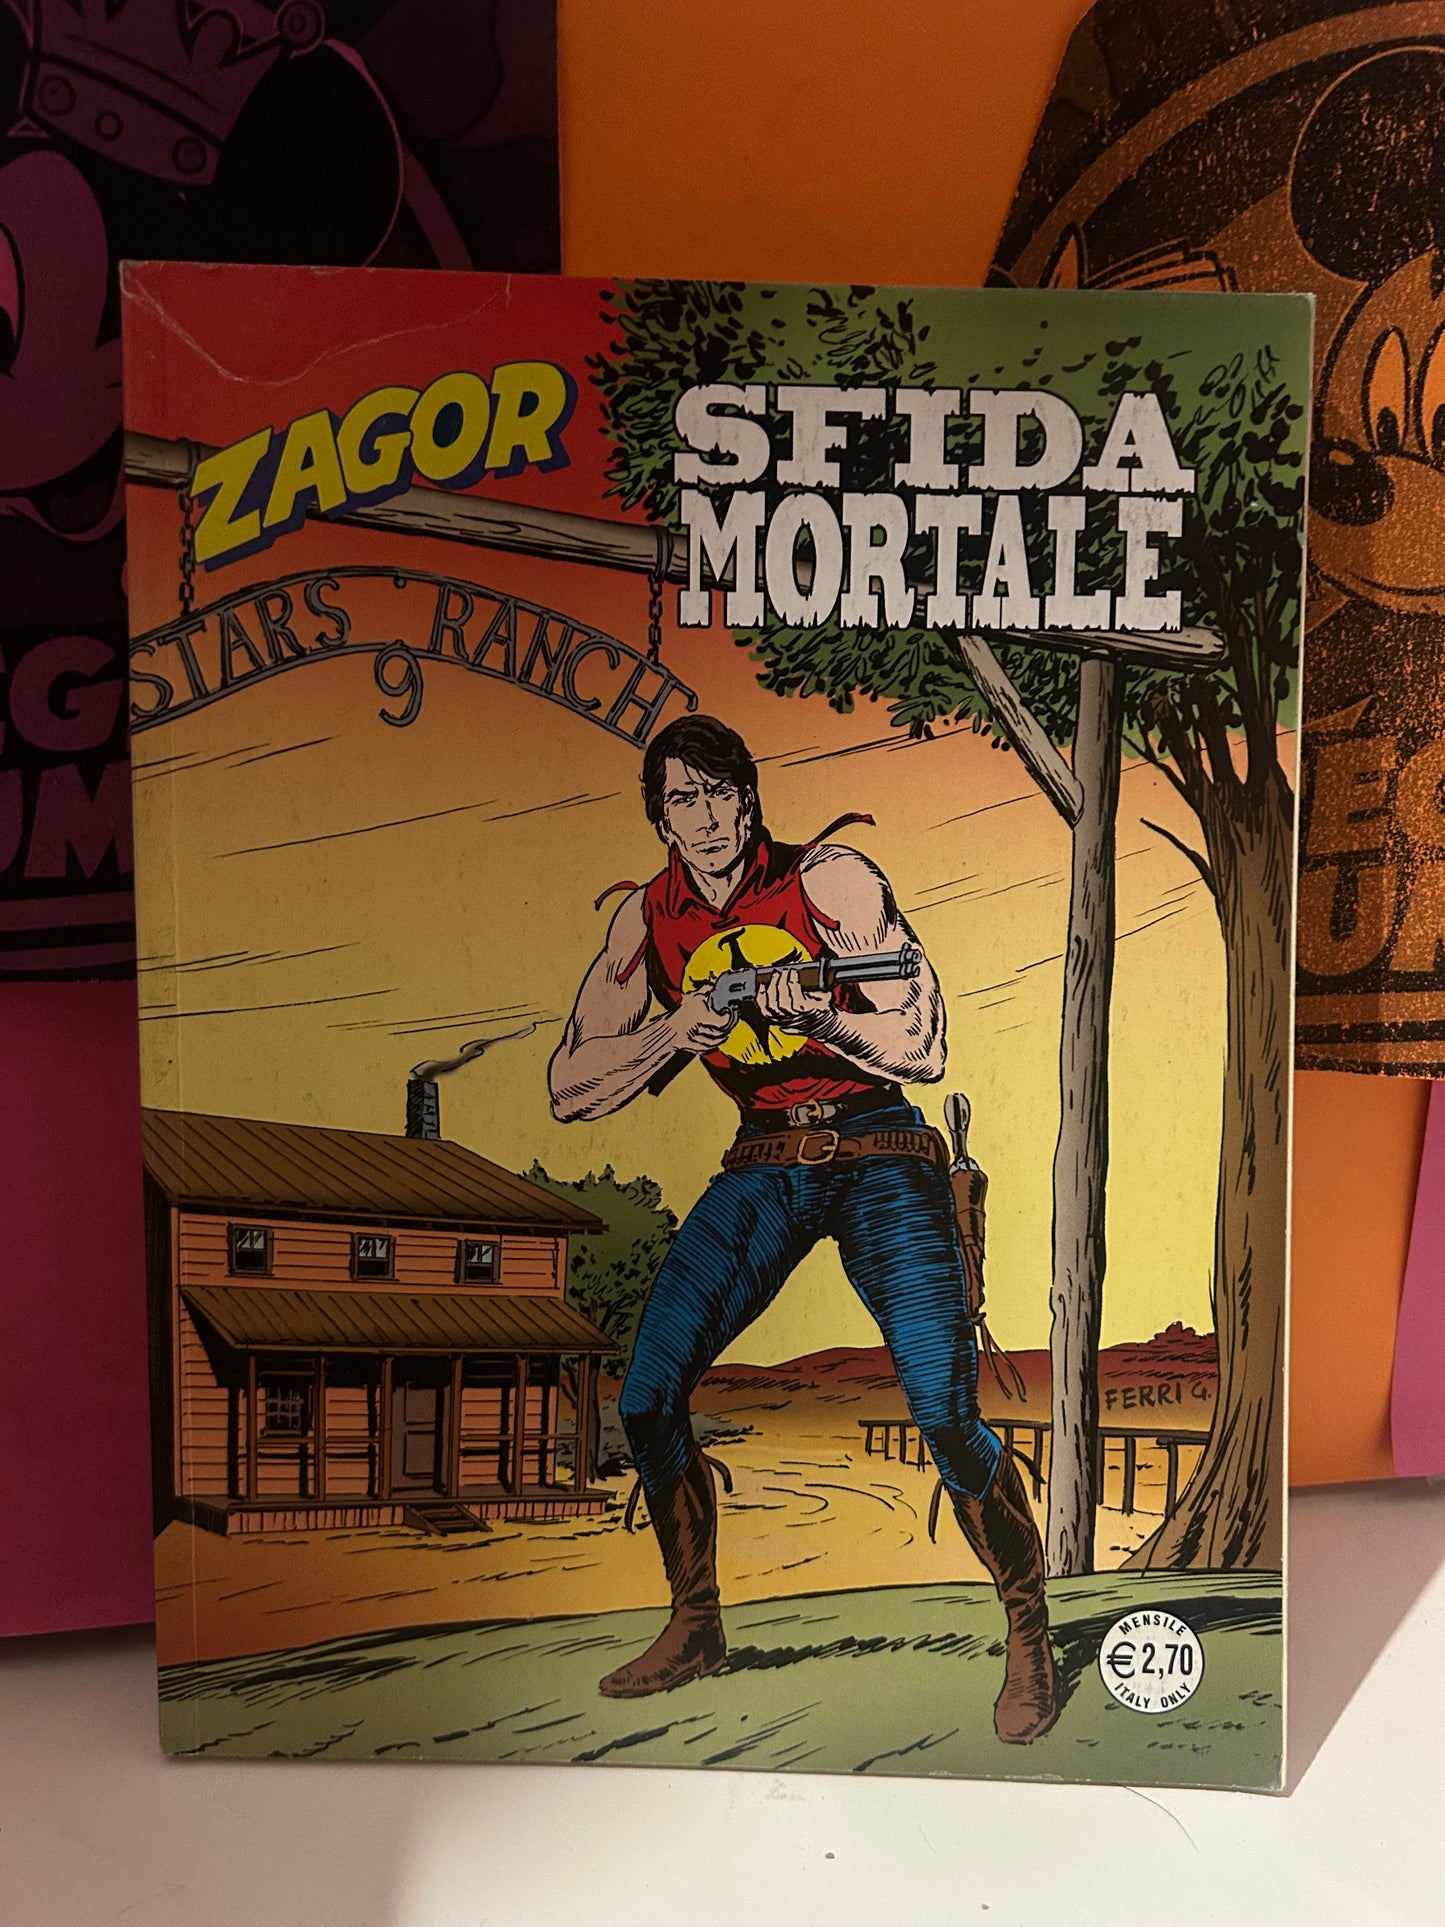 ZAGOR
SFIDA
MORTALE
STARS RANCH
9
FERRI G.
MENSILE
€ 2,70
ITALY ONLY